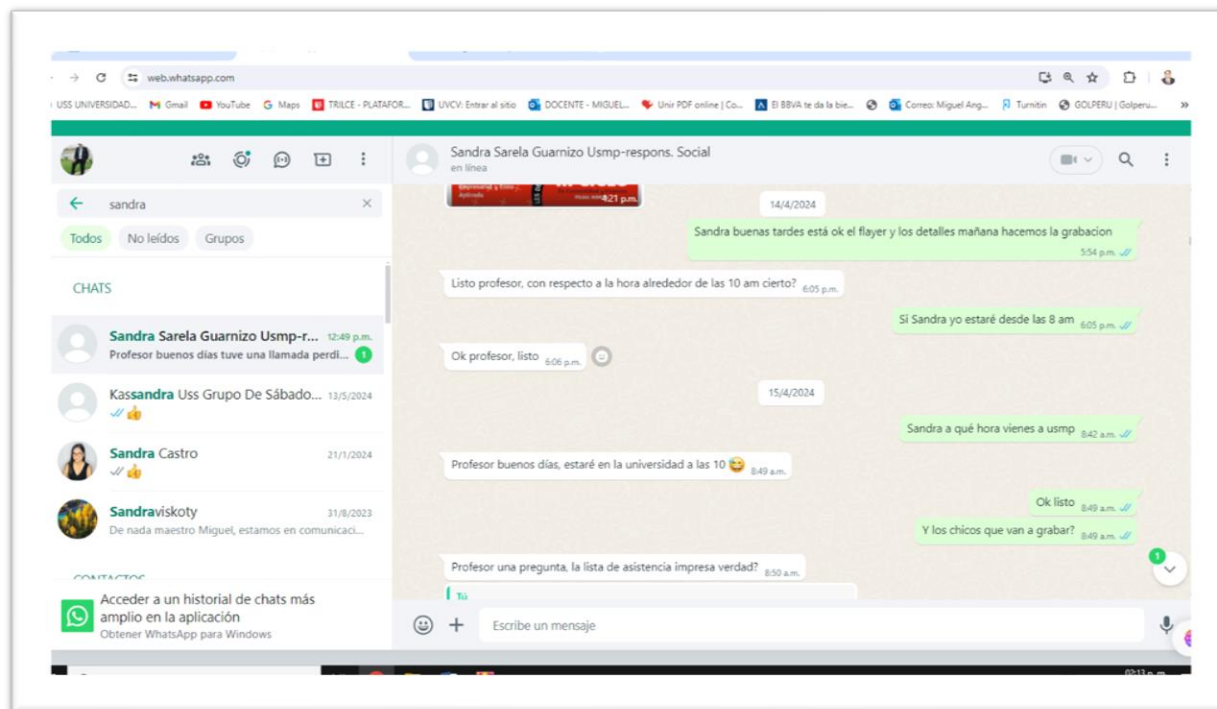 web.whatsapp.com
USS UNIVERSIDAD... Gmail YouTube Maps TRILCE - PLATAFOR... UVCV: Entrar al sitio DOCENTE - MIGUEL... Unir PDF online | Co... El BBVA te da la bie... Correo: Miguel Ang... Turnitin GOLPERU | Golperu... »
Sandra Sarela Guarnizo Usmp-respons. Social
en línea
sandra
Todos No leídos Grupos
CHATS
Sandra Sarela Guarnizo Usmp-r... 12:49 p.m.
Profesor buenos días tuve una llamada perdi... 1
Kassandra Uss Grupo De Sábado... 13/5/2024
Sandra Castro 21/1/2024
Sandraviskoty 31/8/2023
De nada maestro Miguel, estamos en comunicaci...
CONTACTOS
Acceder a un historial de chats más
amplio en la aplicación
Obtener WhatsApp para Windows
4:21 p.m.
14/4/2024
Sandra buenas tardes está ok el flayer y los detalles mañana hacemos la grabacion
5:54 p.m.
Listo profesor, con respecto a la hora alrededor de las 10 am cierto? 6:05 p.m.
Si Sandra yo estaré desde las 8 am 6:05 p.m.
Ok profesor, listo 6:06 p.m.
15/4/2024
Sandra a qué hora vienes a usmp 8:42 a.m.
Profesor buenos días, estaré en la universidad a las 10 😅 8:49 a.m.
Ok listo 8:49 a.m.
Y los chicos que van a grabar? 8:49 a.m.
1
Profesor una pregunta, la lista de asistencia impresa verdad? 8:50 a.m.
Tú
Escribe un mensaje
02:13 p. m.